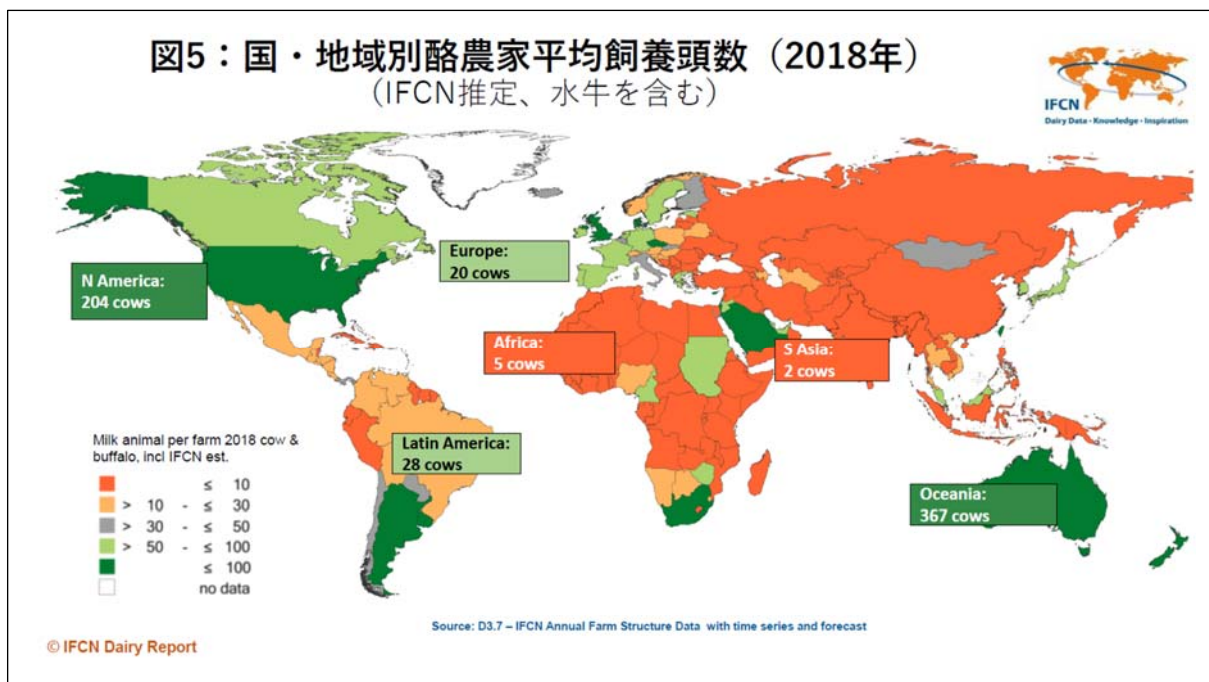 図5：国・地域別酪農家平均飼養頭数（2018年）
（IFCN推定、水牛を含む）
IFCN
Dairy Data - Knowledge - Inspiration
N America:
204 cows
Europe:
20 cows
Africa:
5 cows
S Asia:
2 cows
Latin America:
28 cows
Oceania:
367 cows
Milk animal per farm 2018 cow &
buffalo, incl IFCN est.
≤ 10
> 10 - ≤ 30
> 30 - ≤ 50
> 50 - ≤ 100
≤ 100
no data
Source: D3.7 – IFCN Annual Farm Structure Data with time series and forecast
© IFCN Dairy Report